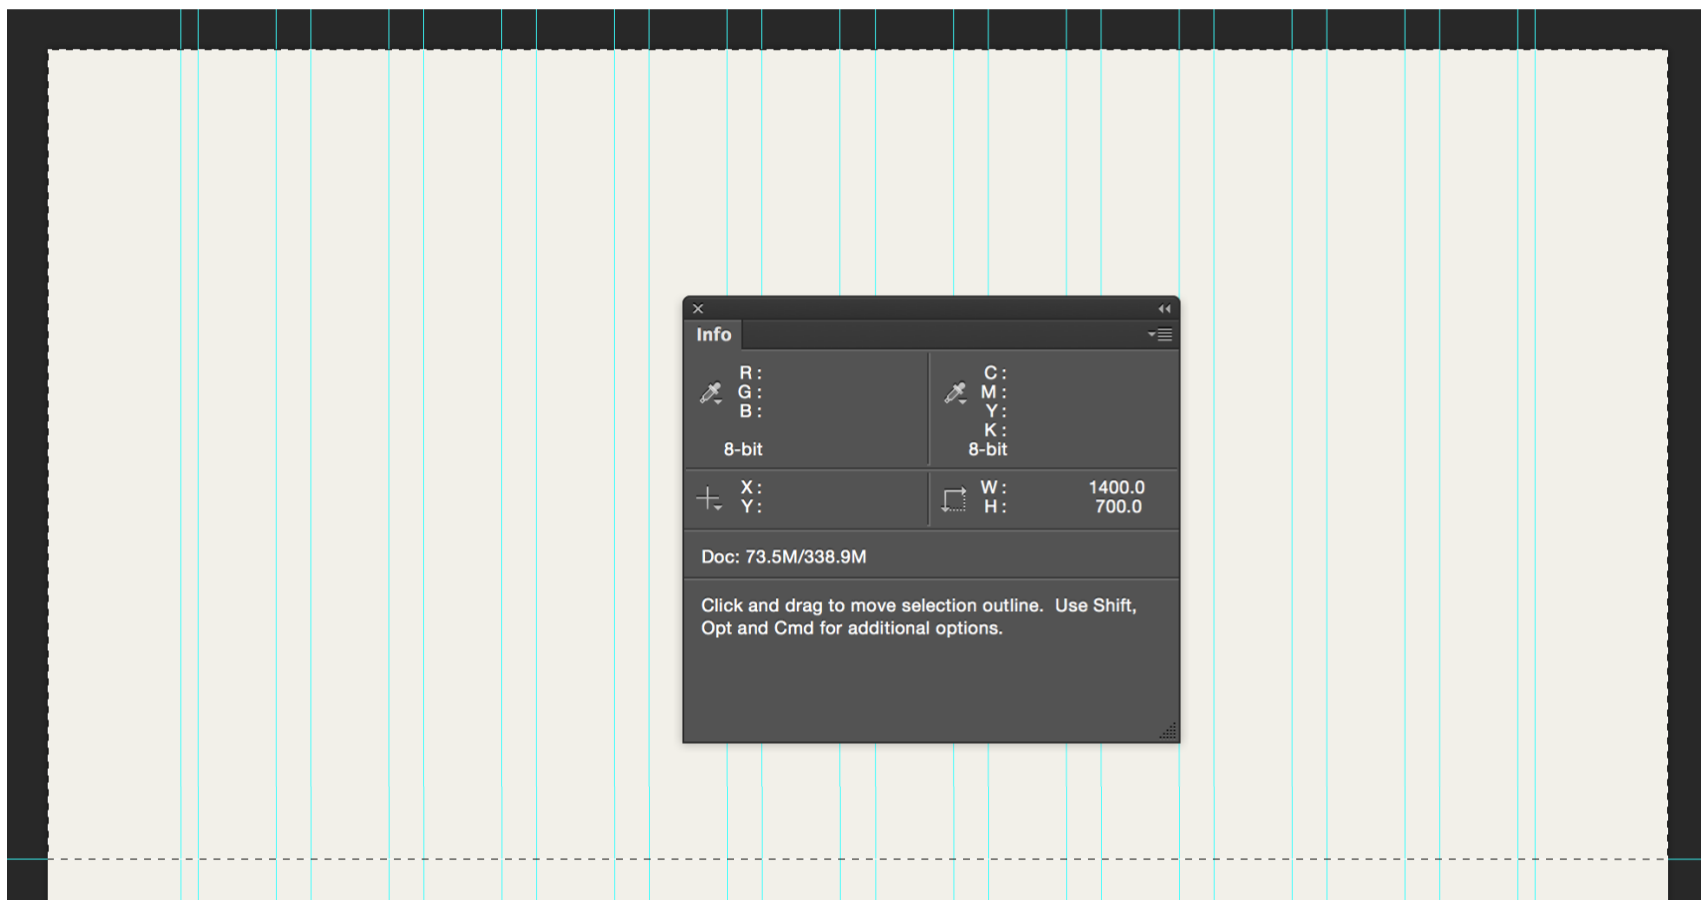 Info
R :
G :
B :
8-bit
C :
M :
Y :
K :
8-bit
X :
Y :
W : 1400.0
H : 700.0
Doc: 73.5M/338.9M
Click and drag to move selection outline.  Use Shift,
Opt and Cmd for additional options.